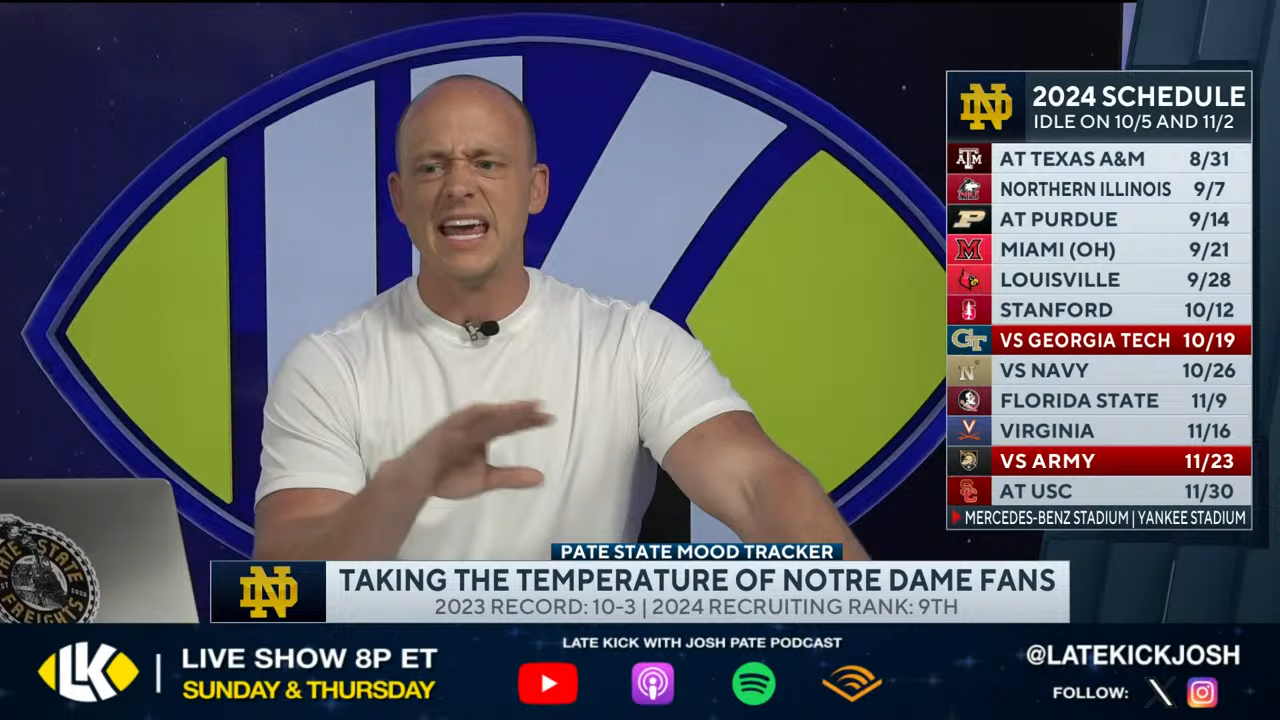 2024 SCHEDULE
IDLE ON 10/5 AND 11/2
AT TEXAS A&M 8/31
NORTHERN ILLINOIS 9/7
AT PURDUE 9/14
MIAMI (OH) 9/21
LOUISVILLE 9/28
STANFORD 10/12
VS GEORGIA TECH 10/19
VS NAVY 10/26
FLORIDA STATE 11/9
VIRGINIA 11/16
VS ARMY 11/23
AT USC 11/30
MERCEDES-BENZ STADIUM | YANKEE STADIUM
PATE STATE MOOD TRACKER
TAKING THE TEMPERATURE OF NOTRE DAME FANS
2023 RECORD: 10-3 | 2024 RECRUITING RANK: 9TH
LK
LIVE SHOW 8P ET
SUNDAY & THURSDAY
LATE KICK WITH JOSH PATE PODCAST
@LATEKICKJOSH
FOLLOW: